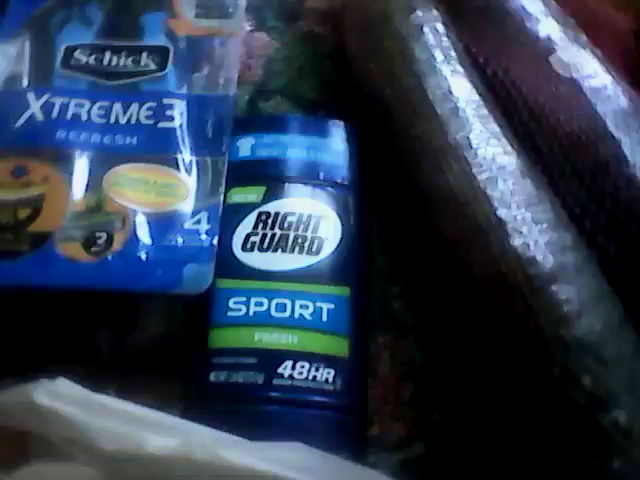 Schick
XTREME3
REFRESH
3
4
NEW
RIGHT
GUARD
SPORT
FRESH
48HR